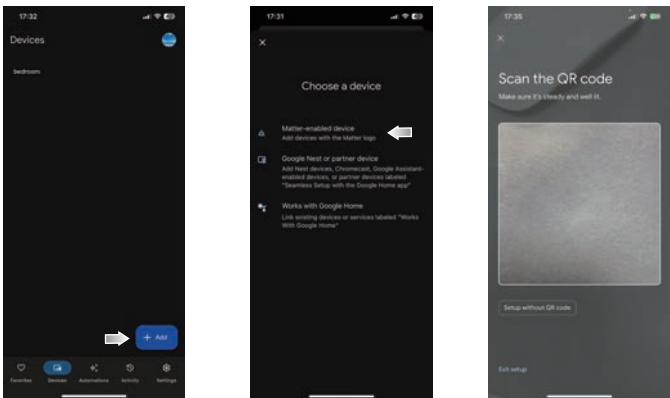 17:32
Devices
bedroom
+ Add
Favorites
Devices
Automations
Activity
Settings
17:31
Choose a device
Matter-enabled device
Add devices with the Matter logo
Google Nest or partner device
Add Nest devices, Chromecast, Google Assistant-
enabled devices, or partner devices labeled
"Seamless Setup with the Google Home app"
Works with Google Home
Link existing devices or services labeled "Works
With Google Home"
17:35
Scan the QR code
Make sure it's steady and well lit.
Setup without QR code
Exit setup